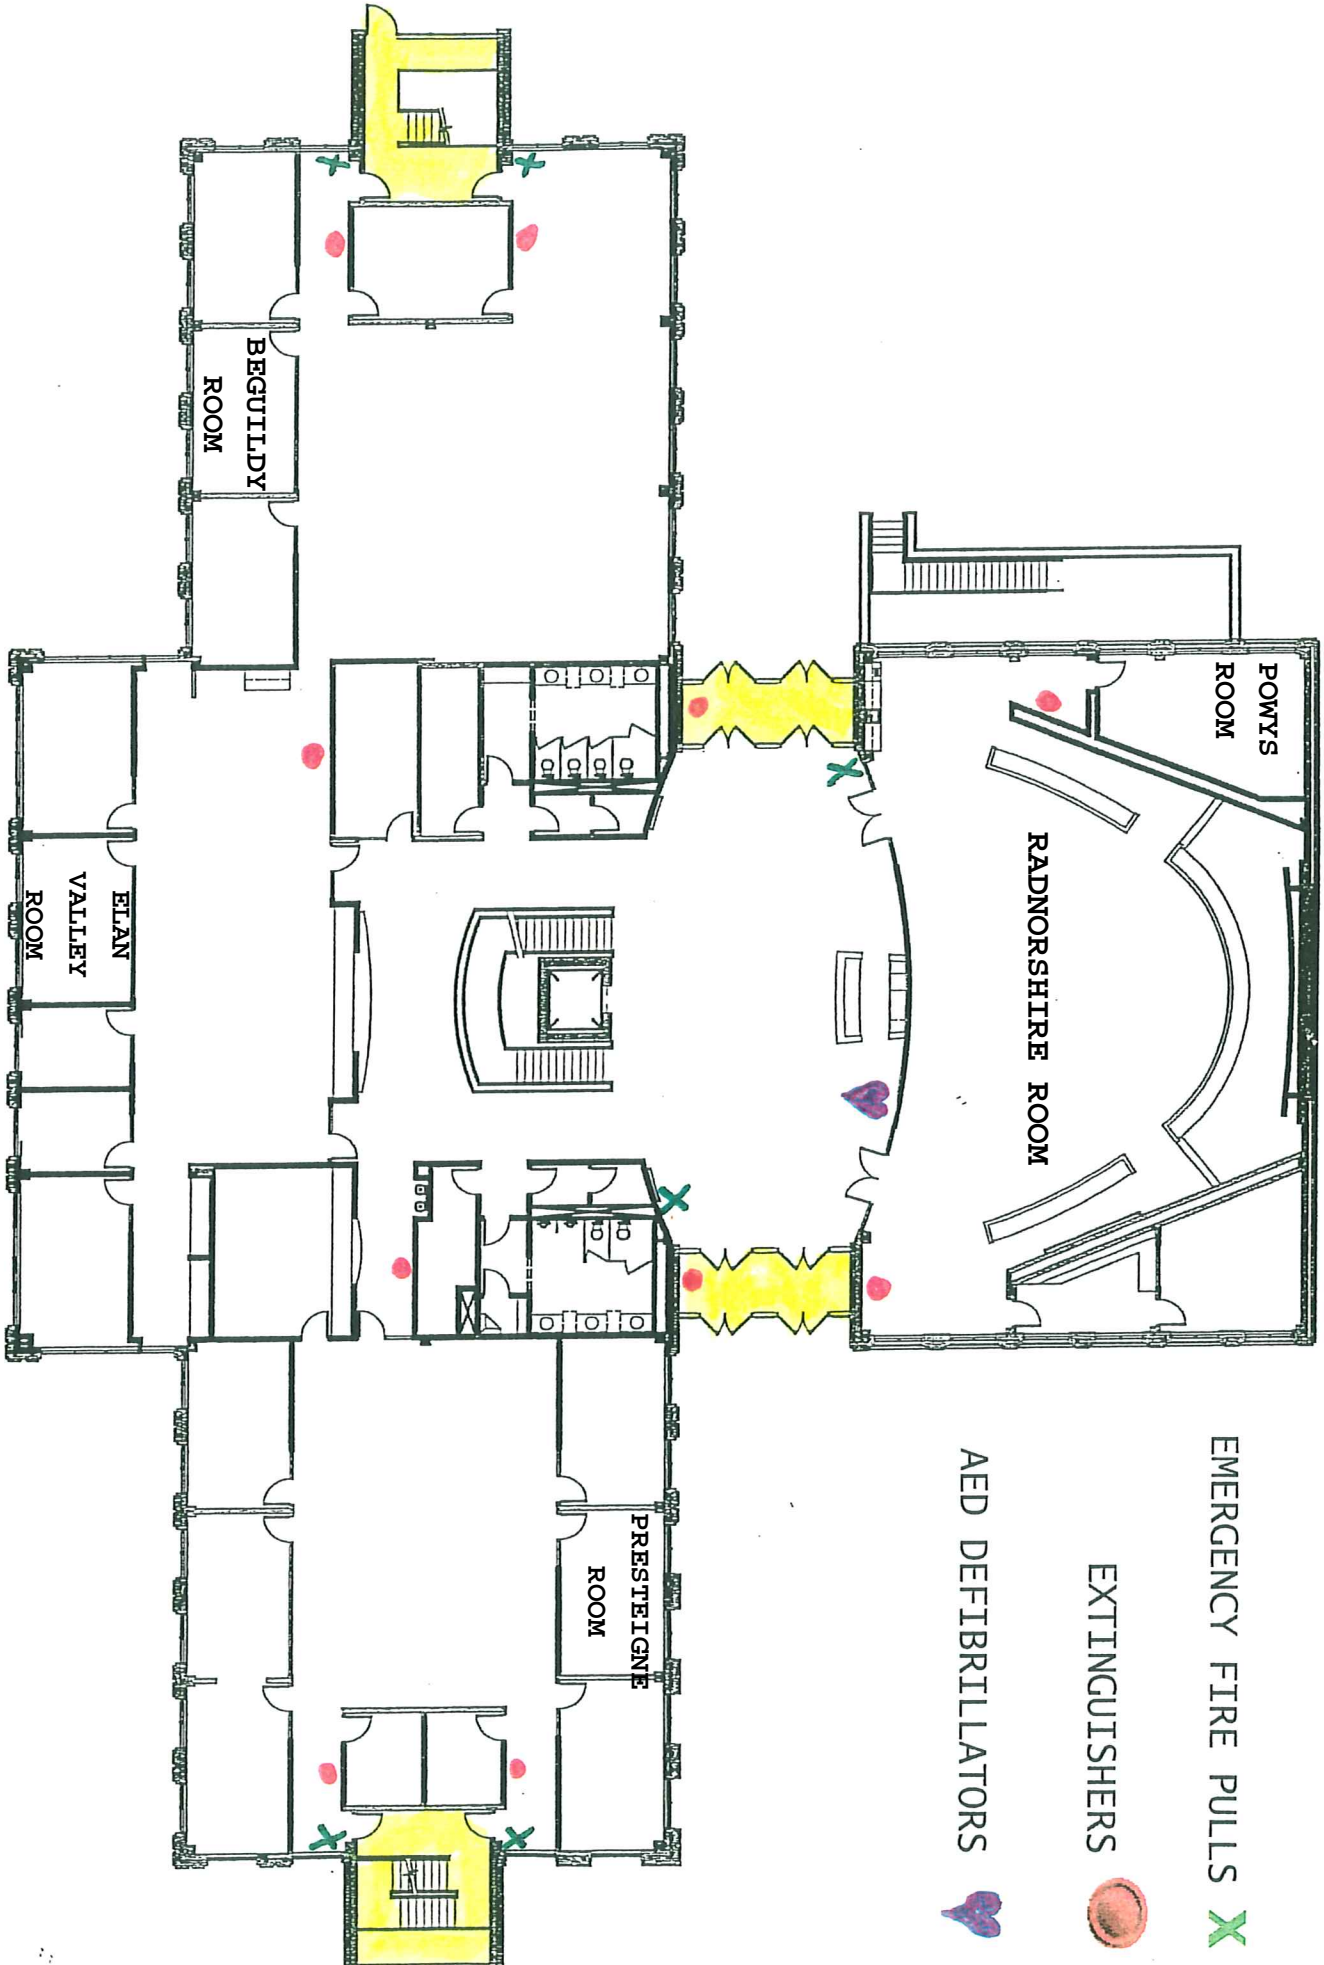 POWYS
ROOM
RADNORSHIRE ROOM
BEGUILDY
ROOM
ELAN
VALLEY
ROOM
PRESTEIGNE
ROOM
EMERGENCY FIRE PULLS X
EXTINGUISHERS
AED DEFIBRILLATORS